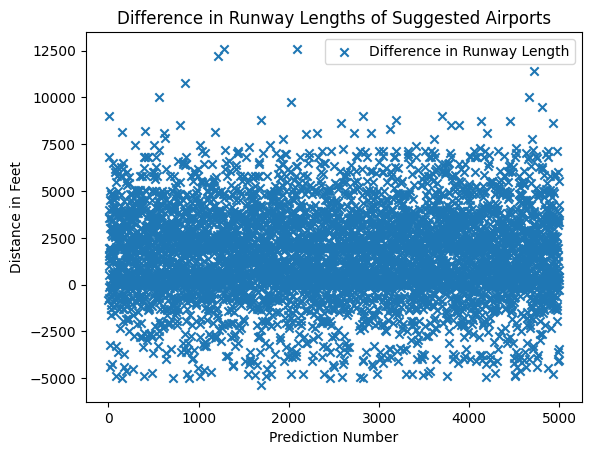 Difference in Runway Lengths of Suggested Airports
Difference in Runway Length
12500
10000
7500
5000
2500
0
−2500
−5000
Distance in Feet
0 1000 2000 3000 4000 5000
Prediction Number